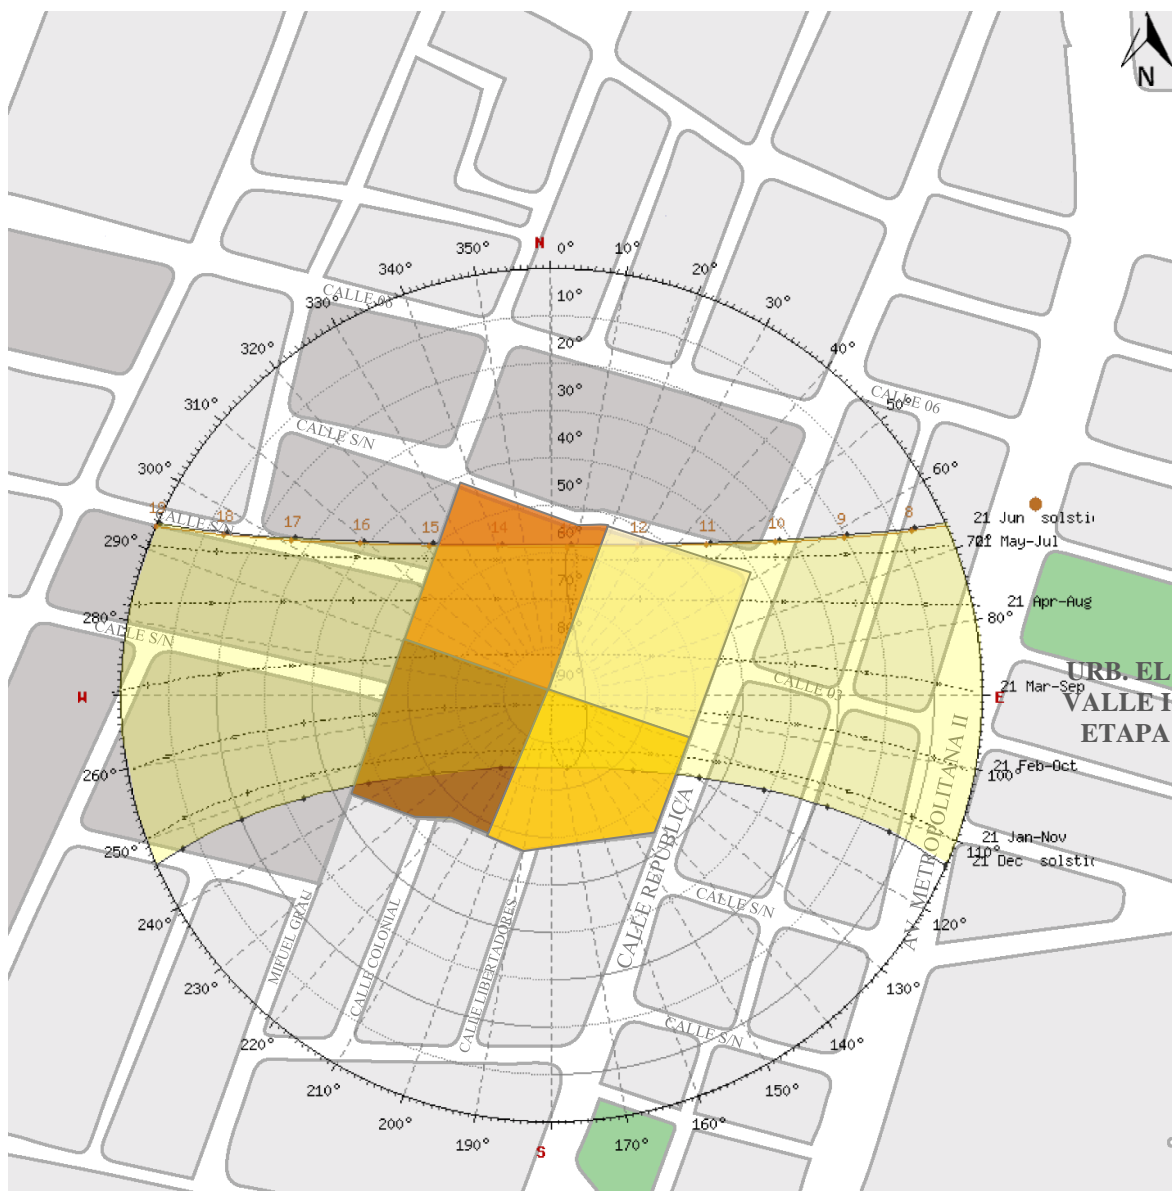 N
N
0°
10°
20°
30°
40°
50°
60°
70°
80°
100°
110°
120°
130°
140°
150°
160°
170°
S
190°
200°
210°
220°
230°
240°
250°
260°
W
280°
290°
300°
310°
320°
330°
340°
350°
E
10°
20°
30°
40°
50°
60°
70°
80°
90°
19
18
17
16
15
14
12
11
10
9
8
21 Jun solsti
21 May-Jul
21 Apr-Aug
21 Mar-Sep
21 Feb-Oct
21 Jan-Nov
21 Dec solsti
CALLE 08
CALLE S/N
CALLE S/N
CALLE 06
CALLE 07
URB. EL
VALLE
ETAPA
AV. METROPOLITANA II
CALLE REPUBLICA
CALLE S/N
CALLE S/N
MIFUEL GRAU
CALLE COLONIAL
CALLE LIBERTADORES